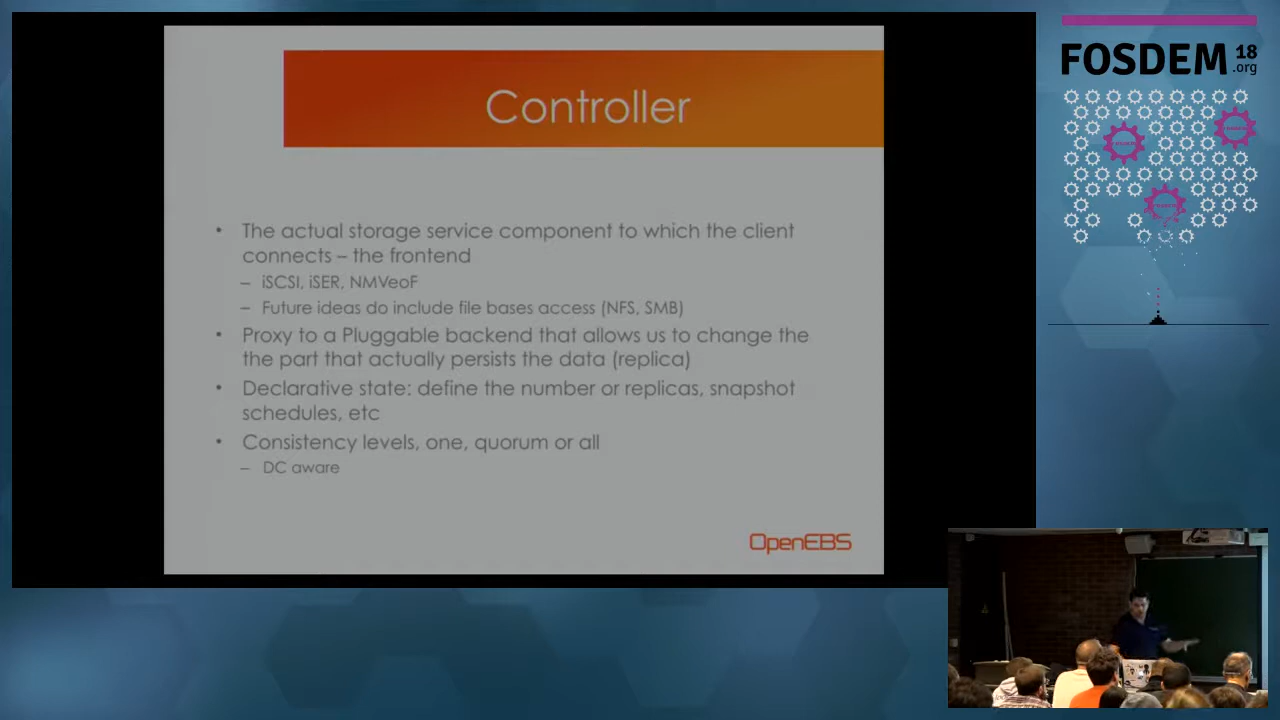 Controller
• The actual storage service component to which the client
connects – the frontend
– iSCSI, iSER, NMVeoF
– Future ideas do include file bases access (NFS, SMB)
• Proxy to a Pluggable backend that allows us to change the
the part that actually persists the data (replica)
• Declarative state: define the number or replicas, snapshot
schedules, etc
• Consistency levels, one, quorum or all
– DC aware
OpenEBS
FOSDEM 18
.org